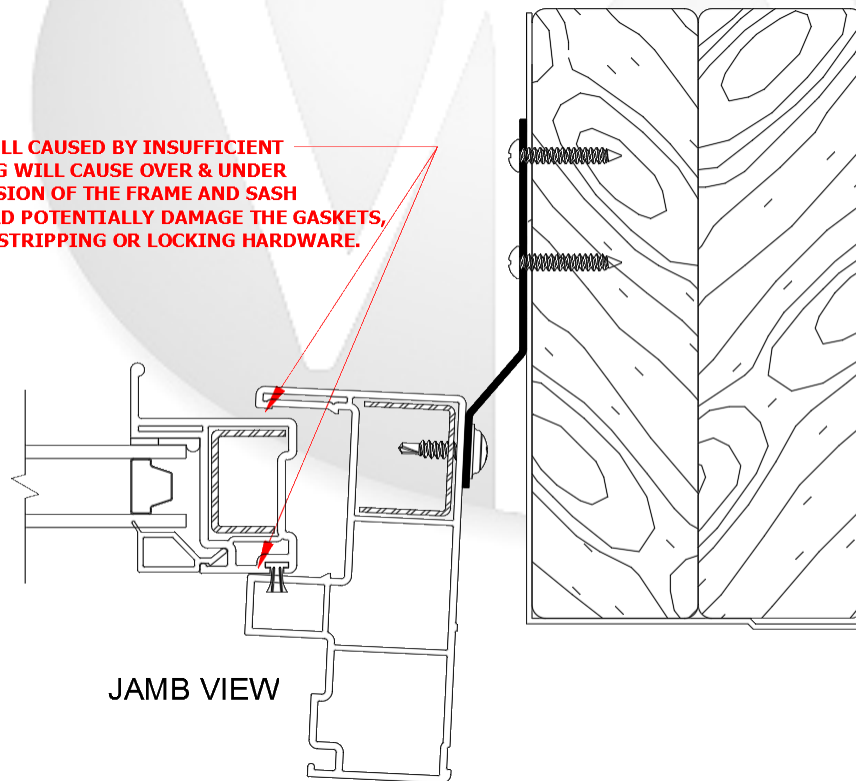 LL CAUSED BY INSUFFICIENT
G WILL CAUSE OVER & UNDER
SION OF THE FRAME AND SASH
D POTENTIALLY DAMAGE THE GASKETS,
STRIPPING OR LOCKING HARDWARE.
JAMB VIEW